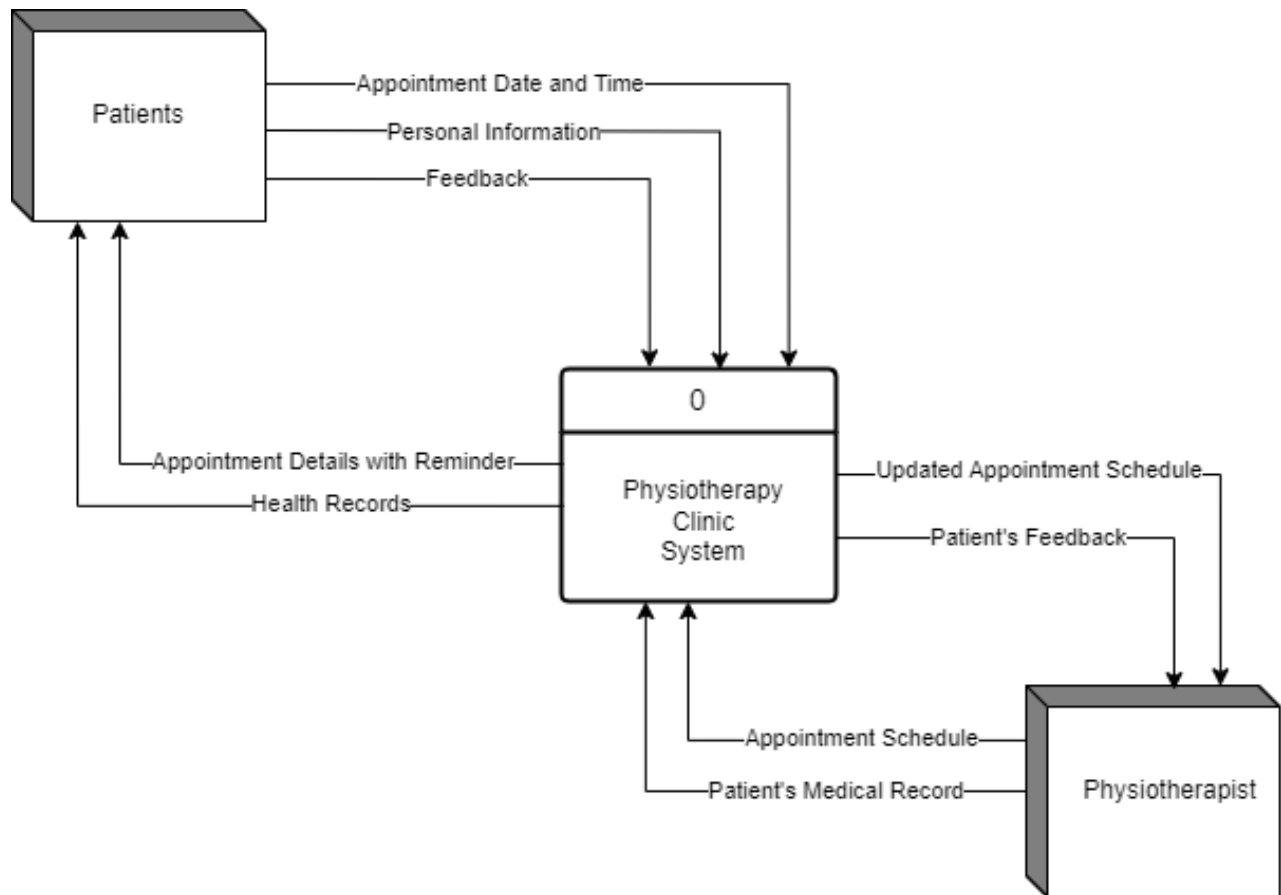 Patients
Appointment Date and Time
Personal Information
Feedback
0
Physiotherapy
Clinic
System
Appointment Details with Reminder
Health Records
Updated Appointment Schedule
Patient's Feedback
Appointment Schedule
Patient's Medical Record
Physiotherapist